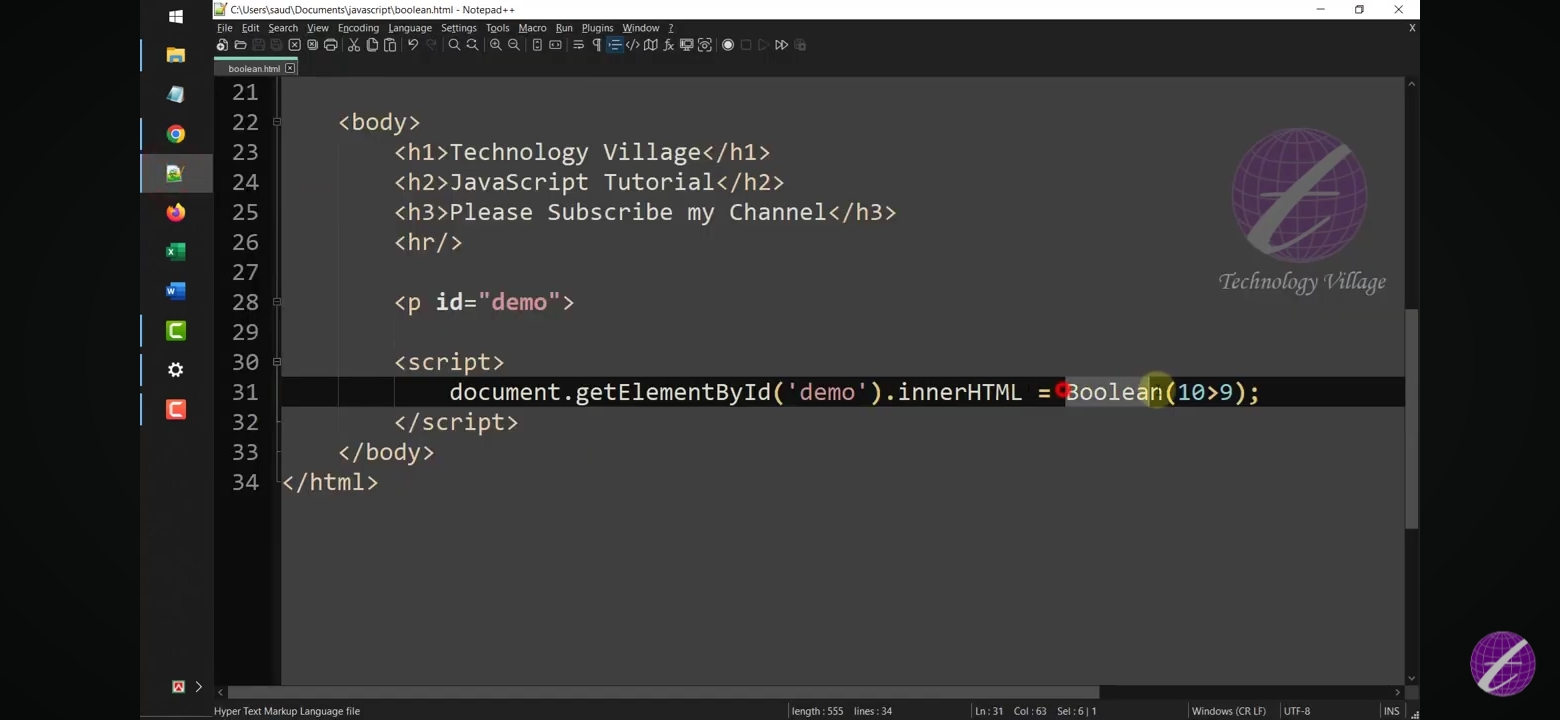 C:\Users\saud\Documents\javascript\boolean.html - Notepad++
File Edit Search View Encoding Language Settings Tools Macro Run Plugins Window ? X
boolean.html
21
22 <body>
23 <h1>Technology Village</h1>
24 <h2>JavaScript Tutorial</h2>
25 <h3>Please Subscribe my Channel</h3>
26 <hr/>
27
28 <p id="demo">
29
30 <script>
31 document.getElementById('demo').innerHTML = Boolean(10>9);
32 </script>
33 </body>
34 </html>
Technology Village
Hyper Text Markup Language file length : 555 lines : 34 Ln : 31 Col : 63 Sel : 6 | 1 Windows (CR LF) UTF-8 INS